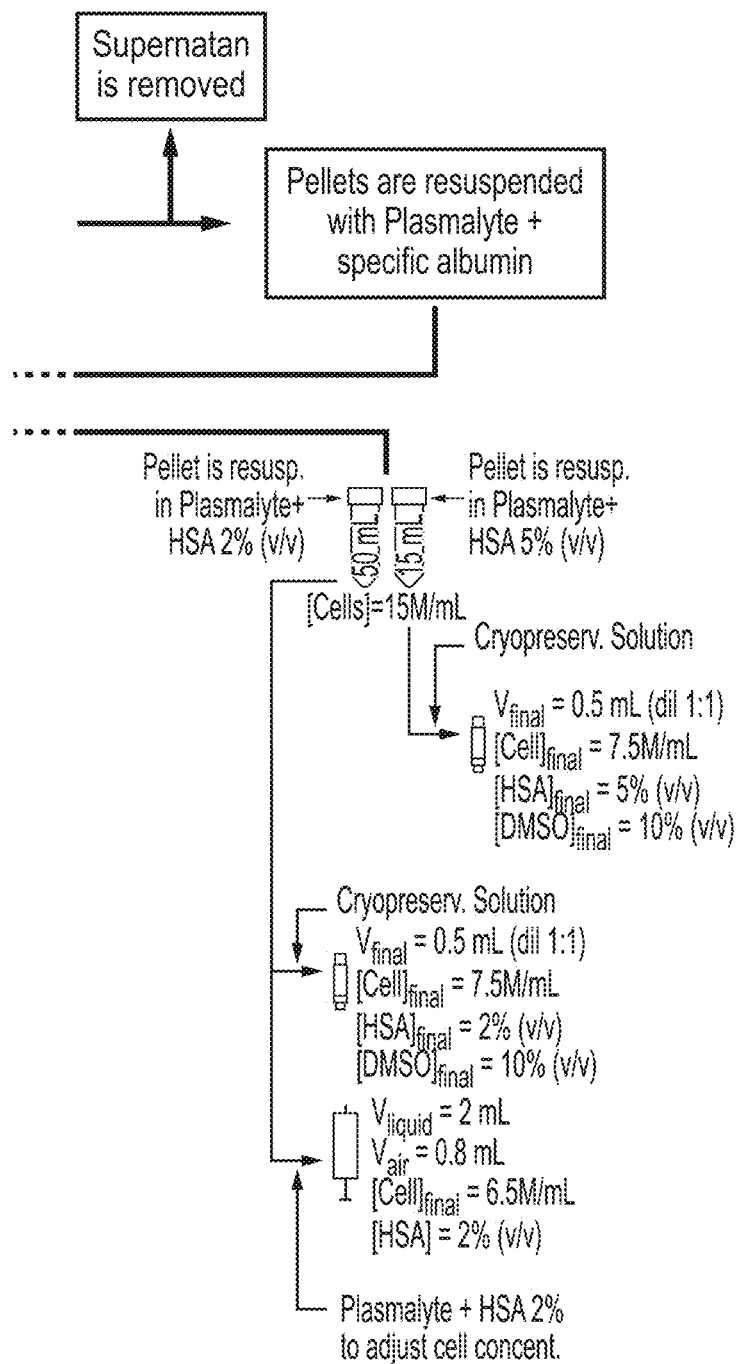 Supernatan
is removed
Pellets are resuspended
with Plasmalyte +
specific albumin
Pellet is resusp.
in Plasmalyte+
HSA 2% (v/v)
Pellet is resusp.
in Plasmalyte+
HSA 5% (v/v)
50 mL
15 mL
[Cells]=15M/mL
Cryopreserv. Solution
Vfinal = 0.5 mL (dil 1:1)
[Cell]final = 7.5M/mL
[HSA]final = 5% (v/v)
[DMSO]final = 10% (v/v)
Cryopreserv. Solution
Vfinal = 0.5 mL (dil 1:1)
[Cell]final = 7.5M/mL
[HSA]final = 2% (v/v)
[DMSO]final = 10% (v/v)
Vliquid = 2 mL
Vair = 0.8 mL
[Cell]final = 6.5M/mL
[HSA] = 2% (v/v)
Plasmalyte + HSA 2%
to adjust cell concent.